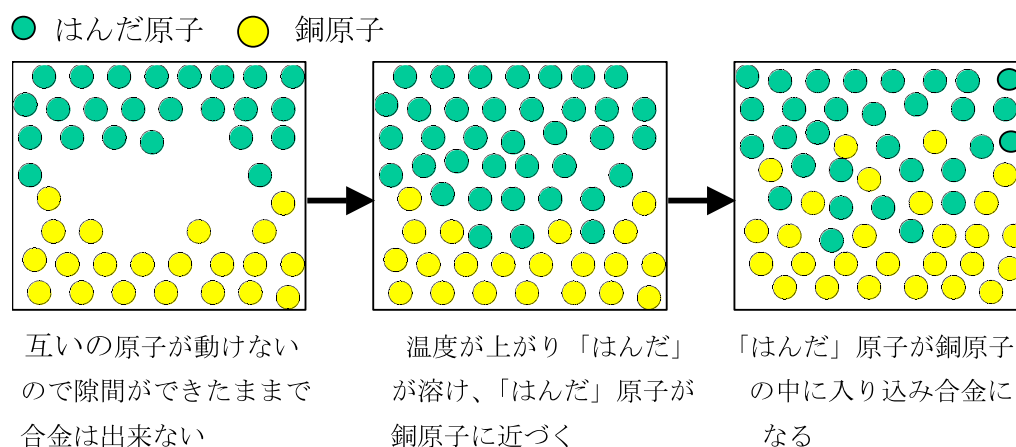 はんだ原子 銅原子
互いの原子が動けない
ので隙間ができたままで
合金は出来ない
温度が上がり「はんだ」
が溶け、「はんだ」原子が
銅原子に近づく
「はんだ」原子が銅原子
の中に入り込み合金に
なる